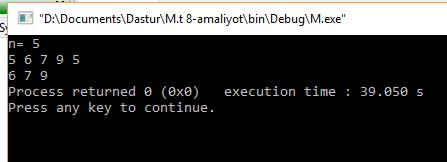 "D:\Documents\Dastur\M.t 8-amaliyot\bin\Debug\M.exe"
n= 5
5 6 7 9 5
6 7 9
Process returned 0 (0x0)   execution time : 39.050 s
Press any key to continue.